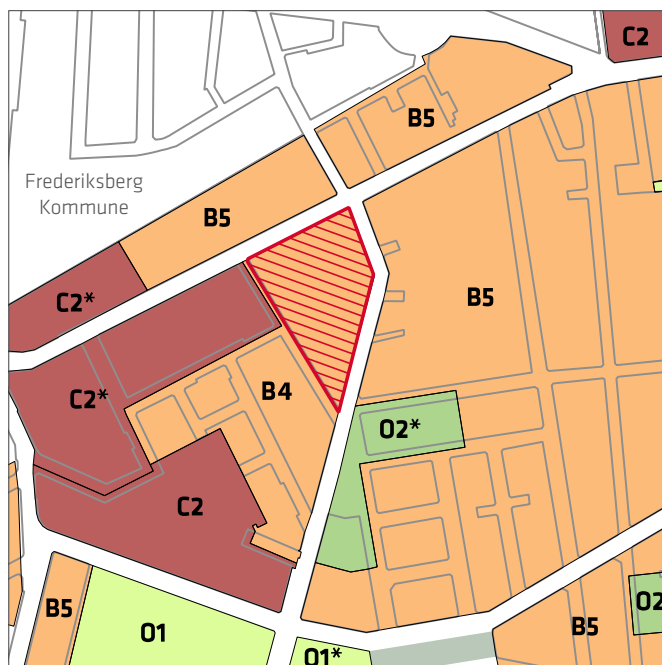 C2
B5
Frederiksberg
Kommune
B5
C2*
B5
C2*
B4
O2*
C2
B5
O1
O1*
B5
O2